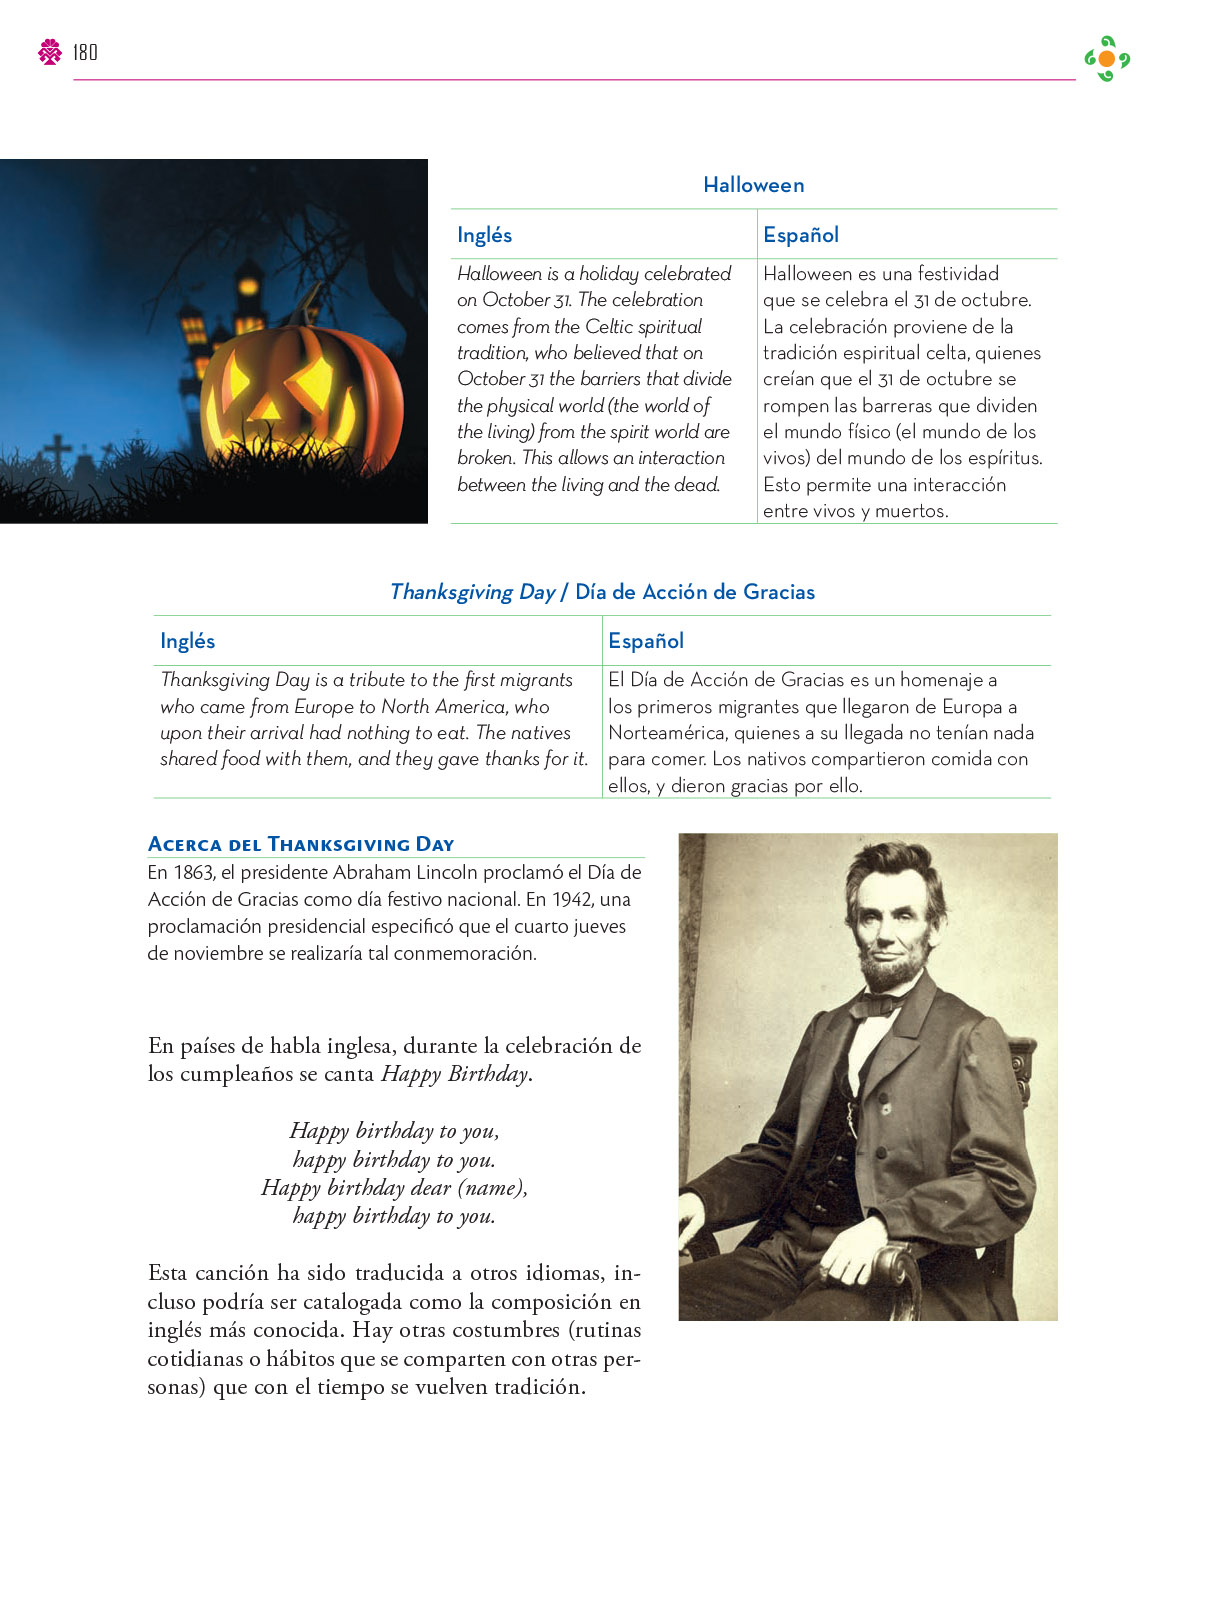 180
Halloween
Inglés
Español
Halloween is a holiday celebrated
on October 31. The celebration
comes from the Celtic spiritual
tradition, who believed that on
October 31 the barriers that divide
the physical world (the world of
the living) from the spirit world are
broken. This allows an interaction
between the living and the dead.
Halloween es una festividad
que se celebra el 31 de octubre.
La celebración proviene de la
tradición espiritual celta, quienes
creían que el 31 de octubre se
rompen las barreras que dividen
el mundo físico (el mundo de los
vivos) del mundo de los espíritus.
Esto permite una interacción
entre vivos y muertos.
Thanksgiving Day / Día de Acción de Gracias
Inglés
Español
Thanksgiving Day is a tribute to the first migrants
who came from Europe to North America, who
upon their arrival had nothing to eat. The natives
shared food with them, and they gave thanks for it.
El Día de Acción de Gracias es un homenaje a
los primeros migrantes que llegaron de Europa a
Norteamérica, quienes a su llegada no tenían nada
para comer. Los nativos compartieron comida con
ellos, y dieron gracias por ello.
Acerca del Thanksgiving Day
En 1863, el presidente Abraham Lincoln proclamó el Día de
Acción de Gracias como día festivo nacional. En 1942, una
proclamación presidencial especificó que el cuarto jueves
de noviembre se realizaría tal conmemoración.
En países de habla inglesa, durante la celebración de
los cumpleaños se canta Happy Birthday.
Happy birthday to you,
happy birthday to you.
Happy birthday dear (name),
happy birthday to you.
Esta canción ha sido traducida a otros idiomas, in-
cluso podría ser catalogada como la composición en
inglés más conocida. Hay otras costumbres (rutinas
cotidianas o hábitos que se comparten con otras per-
sonas) que con el tiempo se vuelven tradición.